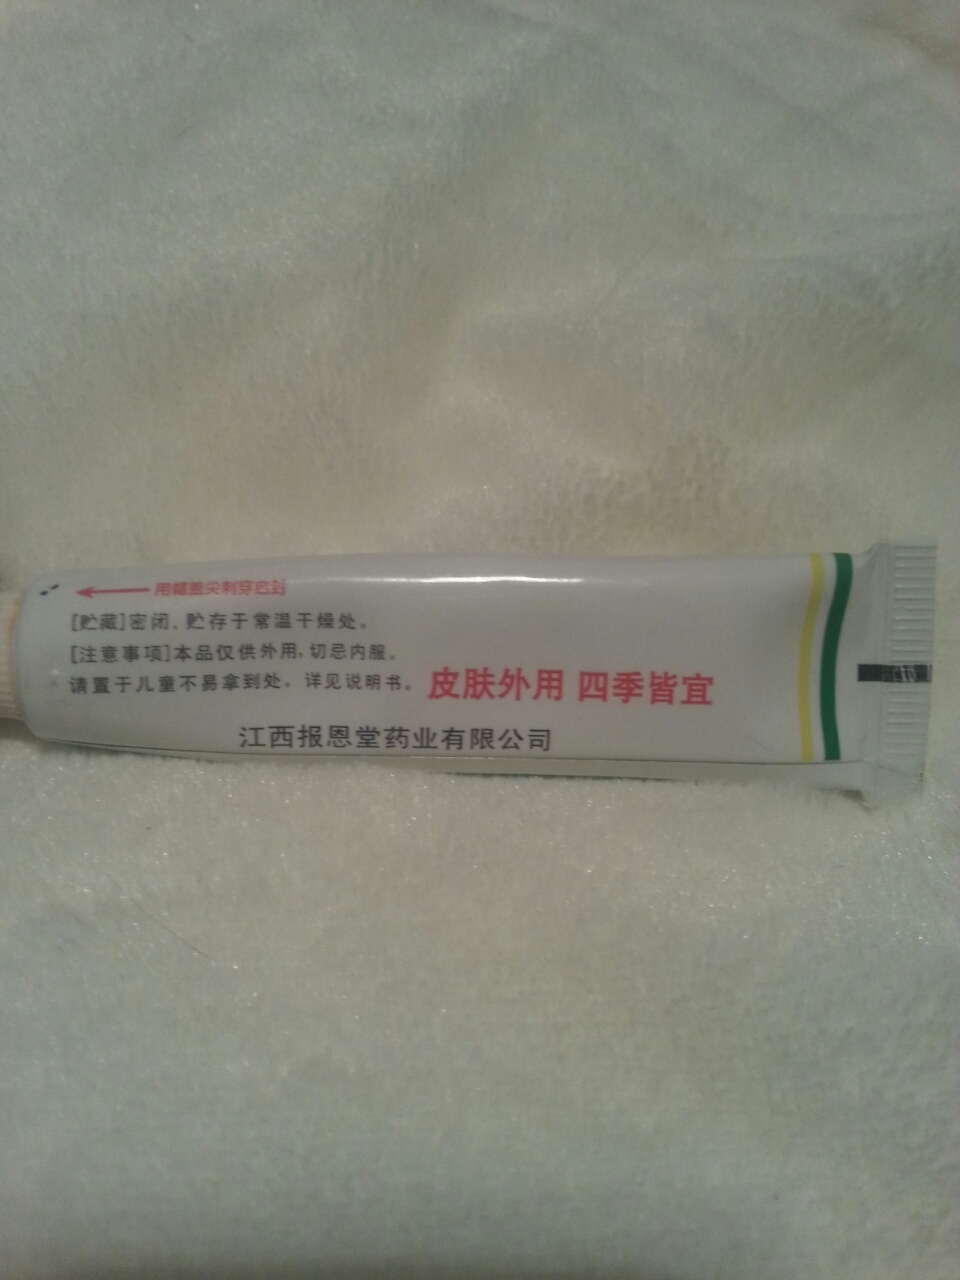 用帽盖尖刺穿启封
[贮藏]密闭,贮存于常温干燥处。
[注意事项]本品仅供外用,切忌内服。
请置于儿童不易拿到处。详见说明书。
皮肤外用 四季皆宜
江西报恩堂药业有限公司